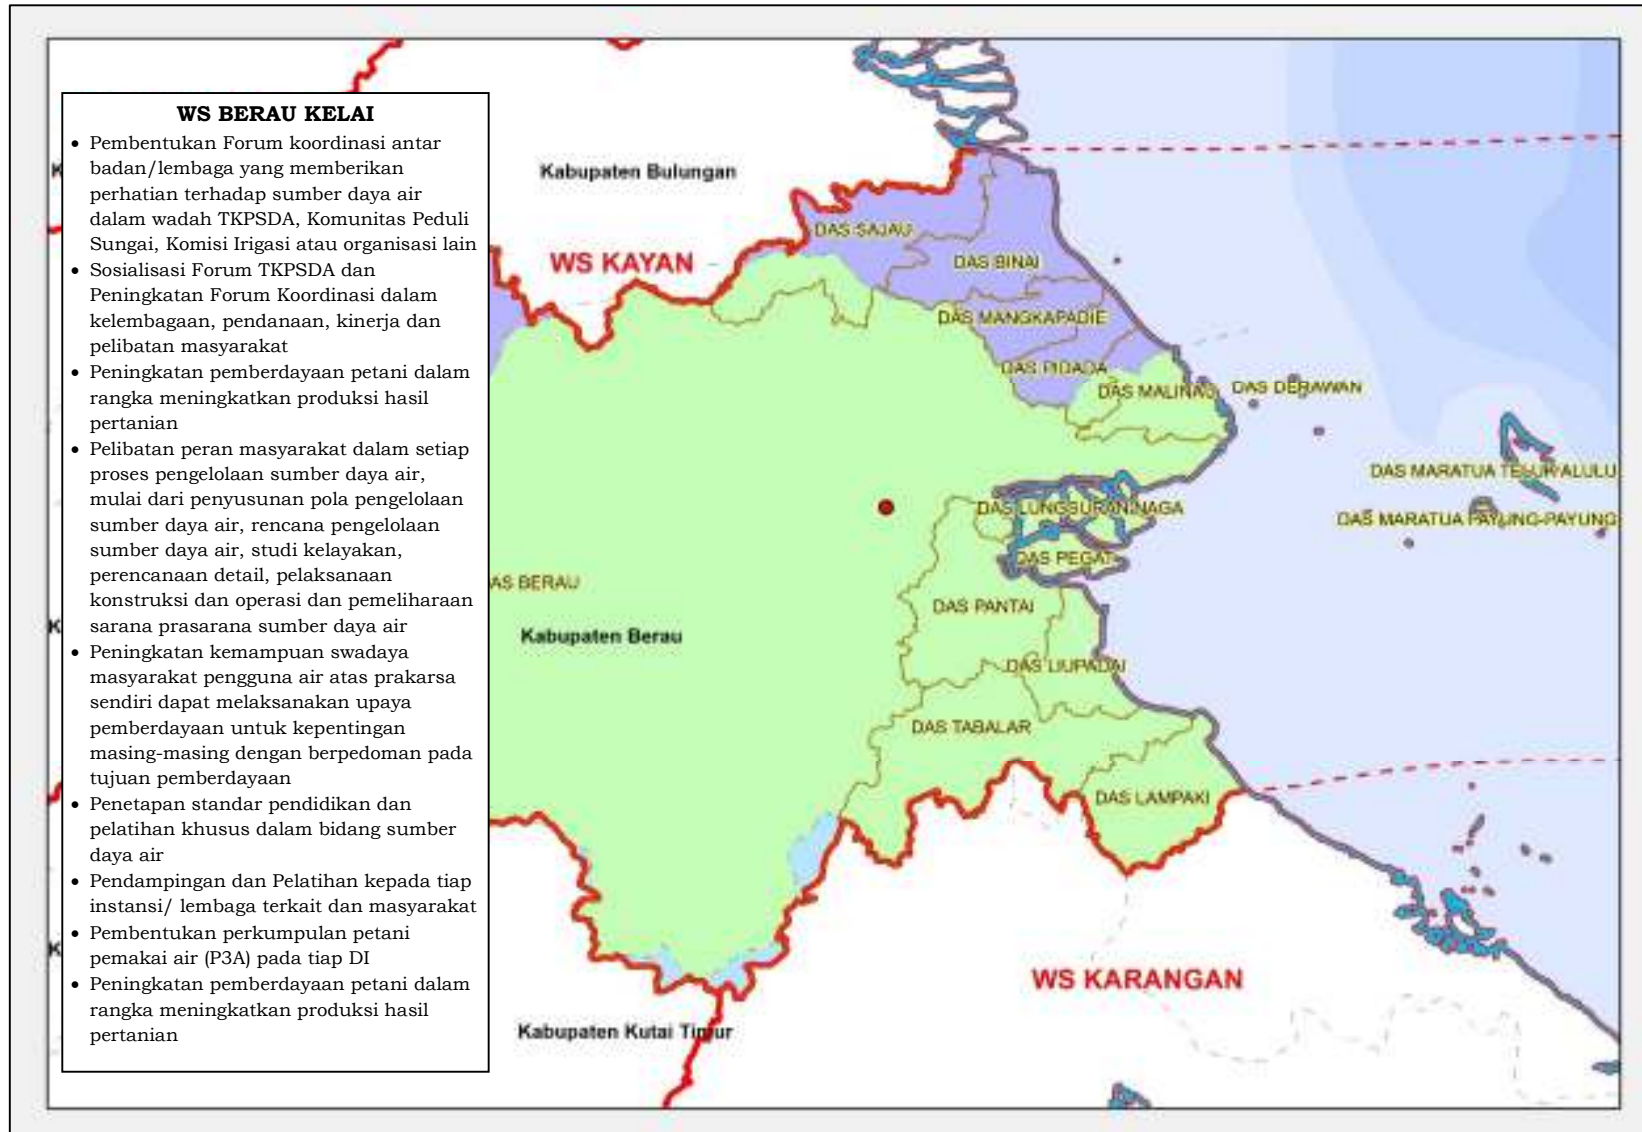 WS BERAU KELAI
• Pembentukan Forum koordinasi antar
badan/lembaga yang memberikan
perhatian terhadap sumber daya air
dalam wadah TKPSDA, Komunitas Peduli
Sungai, Komisi Irigasi atau organisasi lain
• Sosialisasi Forum TKPSDA dan
Peningkatan Forum Koordinasi dalam
kelembagaan, pendanaan, kinerja dan
pelibatan masyarakat
• Peningkatan pemberdayaan petani dalam
rangka meningkatkan produksi hasil
pertanian
• Pelibatan peran masyarakat dalam setiap
proses pengelolaan sumber daya air,
mulai dari penyusunan pola pengelolaan
sumber daya air, rencana pengelolaan
sumber daya air, studi kelayakan,
perencanaan detail, pelaksanaan
konstruksi dan operasi dan pemeliharaan
sarana prasarana sumber daya air
• Peningkatan kemampuan swadaya
masyarakat pengguna air atas prakarsa
sendiri dapat melaksanakan upaya
pemberdayaan untuk kepentingan
masing-masing dengan berpedoman pada
tujuan pemberdayaan
• Penetapan standar pendidikan dan
pelatihan khusus dalam bidang sumber
daya air
• Pendampingan dan Pelatihan kepada tiap
instansi/ lembaga terkait dan masyarakat
• Pembentukan perkumpulan petani
pemakai air (P3A) pada tiap DI
• Peningkatan pemberdayaan petani dalam
rangka meningkatkan produksi hasil
pertanian
Kabupaten Bulungan
WS KAYAN
DAS SAJAU
DAS BINAI
DAS MANGKAPADIE
DAS PIDADA
DAS MALINAU
DAS DERAWAN
DAS MARATUA TELUK ALULU
DAS MARATUA PAYUNG-PAYUNG
DAS LUNGSURAN NAGA
DAS PEGAT
AS BERAU
DAS PANTAI
Kabupaten Berau
DAS LIUPADAI
DAS TABALAR
DAS LAMPAKI
WS KARANGAN
Kabupaten Kutai Timur